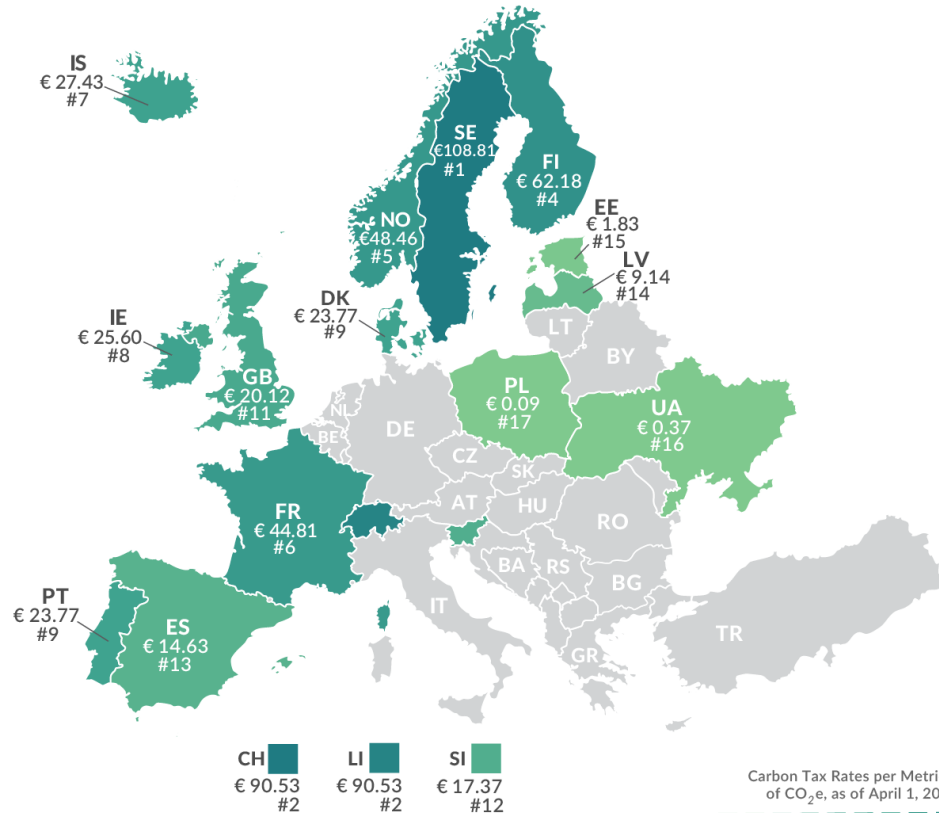 IS
€ 27.43
#7
SE
€108.81
#1
FI
€ 62.18
#4
NO
€48.46
#5
EE
€ 1.83
#15
LV
€ 9.14
#14
DK
€ 23.77
#9
IE
€ 25.60
#8
GB
€ 20.12
#11
LT
BY
PL
€ 0.09
#17
UA
€ 0.37
#16
NL
BE
DE
CZ
SK
AT
HU
RO
FR
€ 44.81
#6
BA
RS
BG
IT
GR
TR
PT
€ 23.77
#9
ES
€ 14.63
#13
CH
€ 90.53
#2
LI
€ 90.53
#2
SI
€ 17.37
#12
Carbon Tax Rates per Metri
of CO₂e, as of April 1, 20